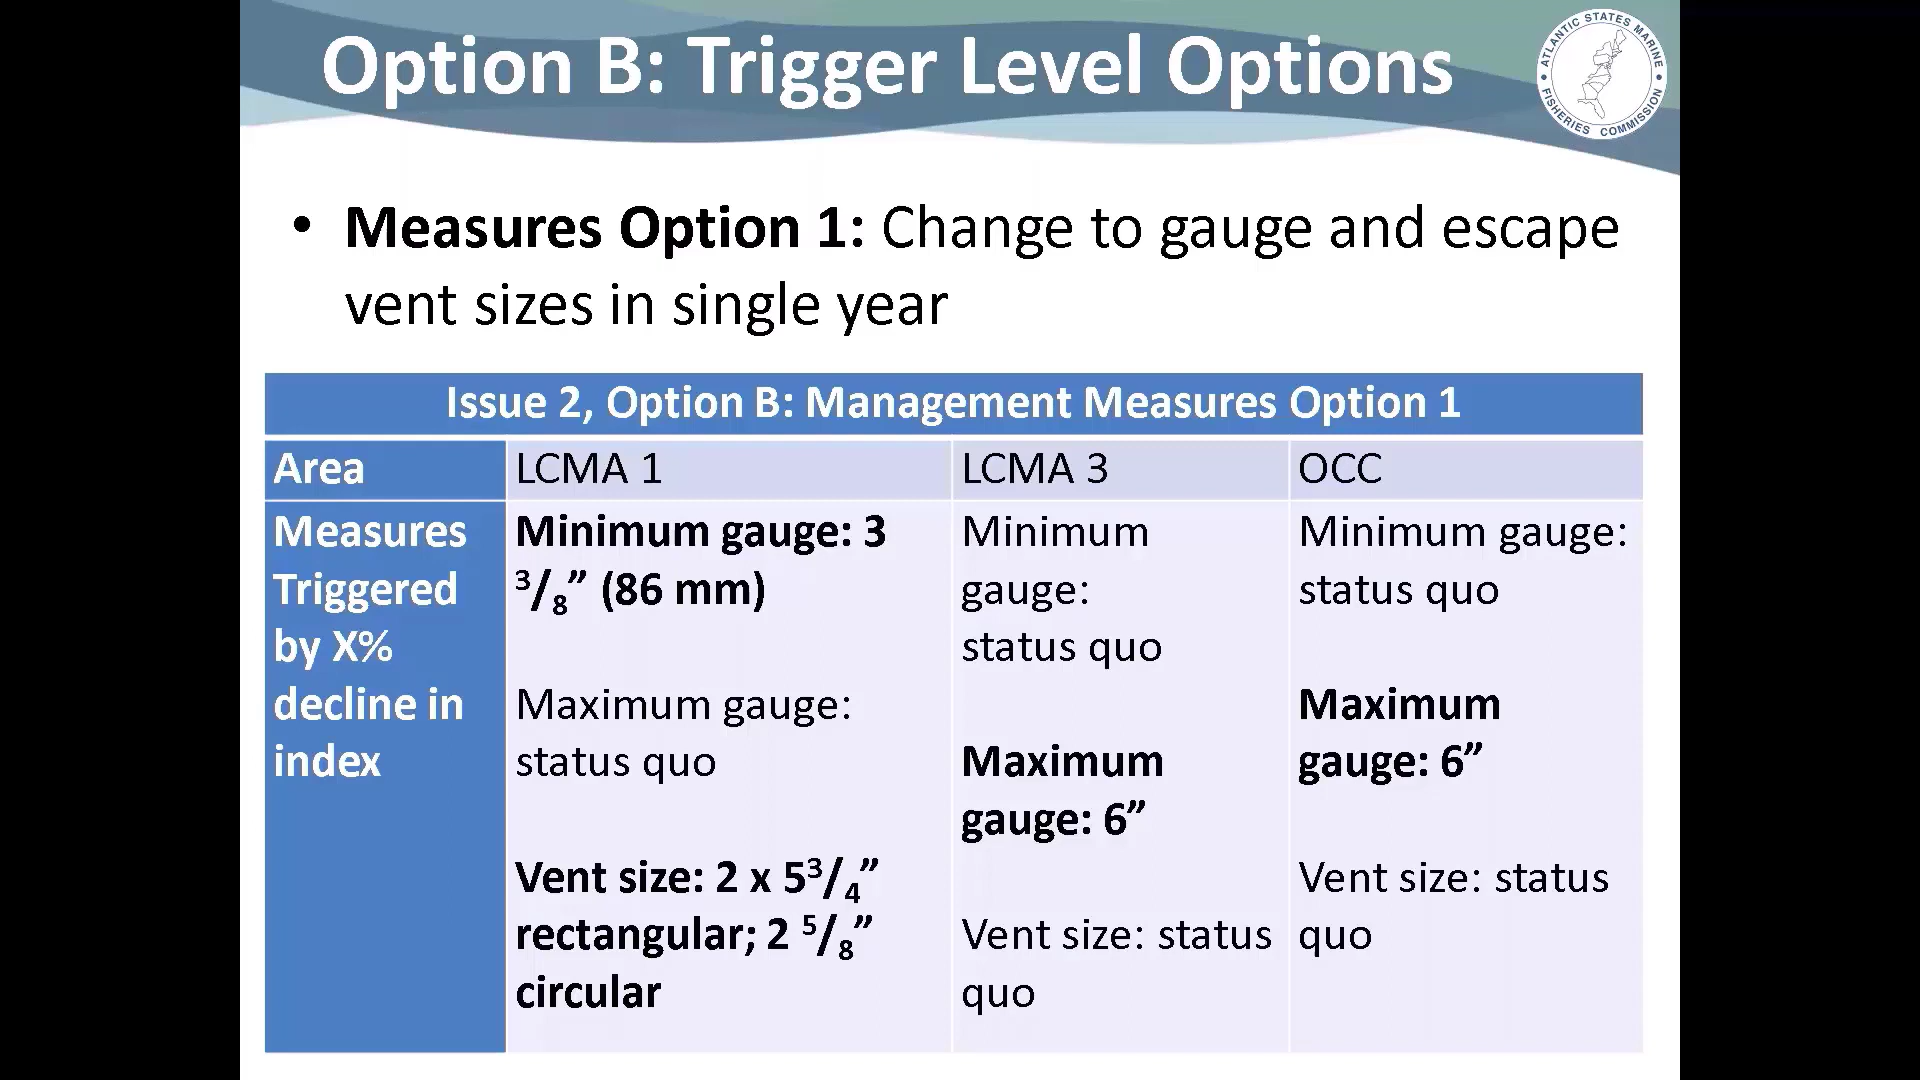 Option B: Trigger Level Options
ATLANTIC STATES MARINE
FISHERIES COMMISSION
• Measures Option 1: Change to gauge and escape
vent sizes in single year
Issue 2, Option B: Management Measures Option 1
Area
LCMA 1
LCMA 3
OCC
Measures
Triggered
by X%
decline in
index
Minimum gauge: 3
3/8” (86 mm)
Maximum gauge:
status quo
Vent size: 2 x 53/4”
rectangular; 2 5/8”
circular
Minimum
gauge:
status quo
Maximum
gauge: 6”
Vent size: status
quo
Minimum gauge:
status quo
Maximum
gauge: 6”
Vent size: status
quo